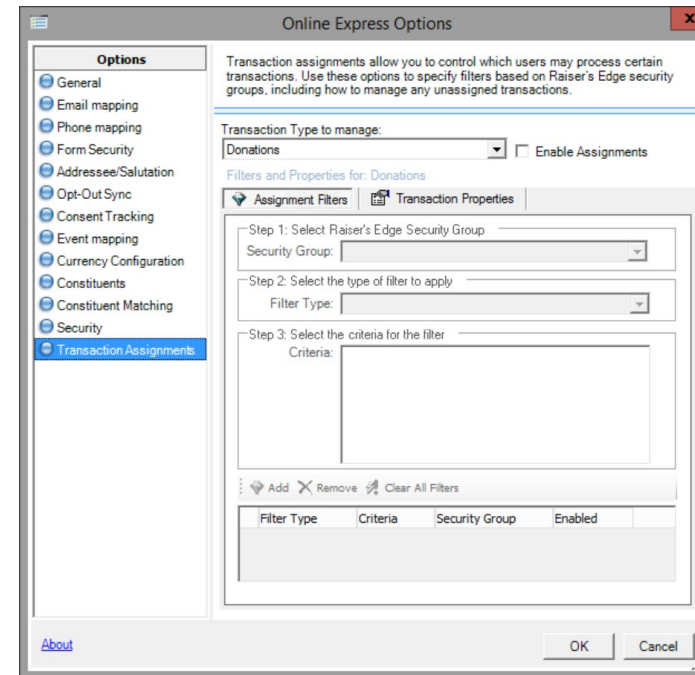 Online Express Options
x
Options
General
Email mapping
Phone mapping
Form Security
Addressee/Salutation
Opt-Out Sync
Consent Tracking
Event mapping
Currency Configuration
Constituents
Constituent Matching
Security
Transaction Assignments
Transaction assignments allow you to control which users may process certain
transactions. Use these options to specify filters based on Raiser's Edge security
groups, including how to manage any unassigned transactions.
Transaction Type to manage:
Donations
Enable Assignments
Filters and Properties for: Donations
Assignment Filters
Transaction Properties
Step 1: Select Raiser's Edge Security Group
Security Group:
Step 2: Select the type of filter to apply
Filter Type:
Step 3: Select the criteria for the filter
Criteria:
Add Remove Clear All Filters
Filter Type Criteria Security Group Enabled
About
OK Cancel